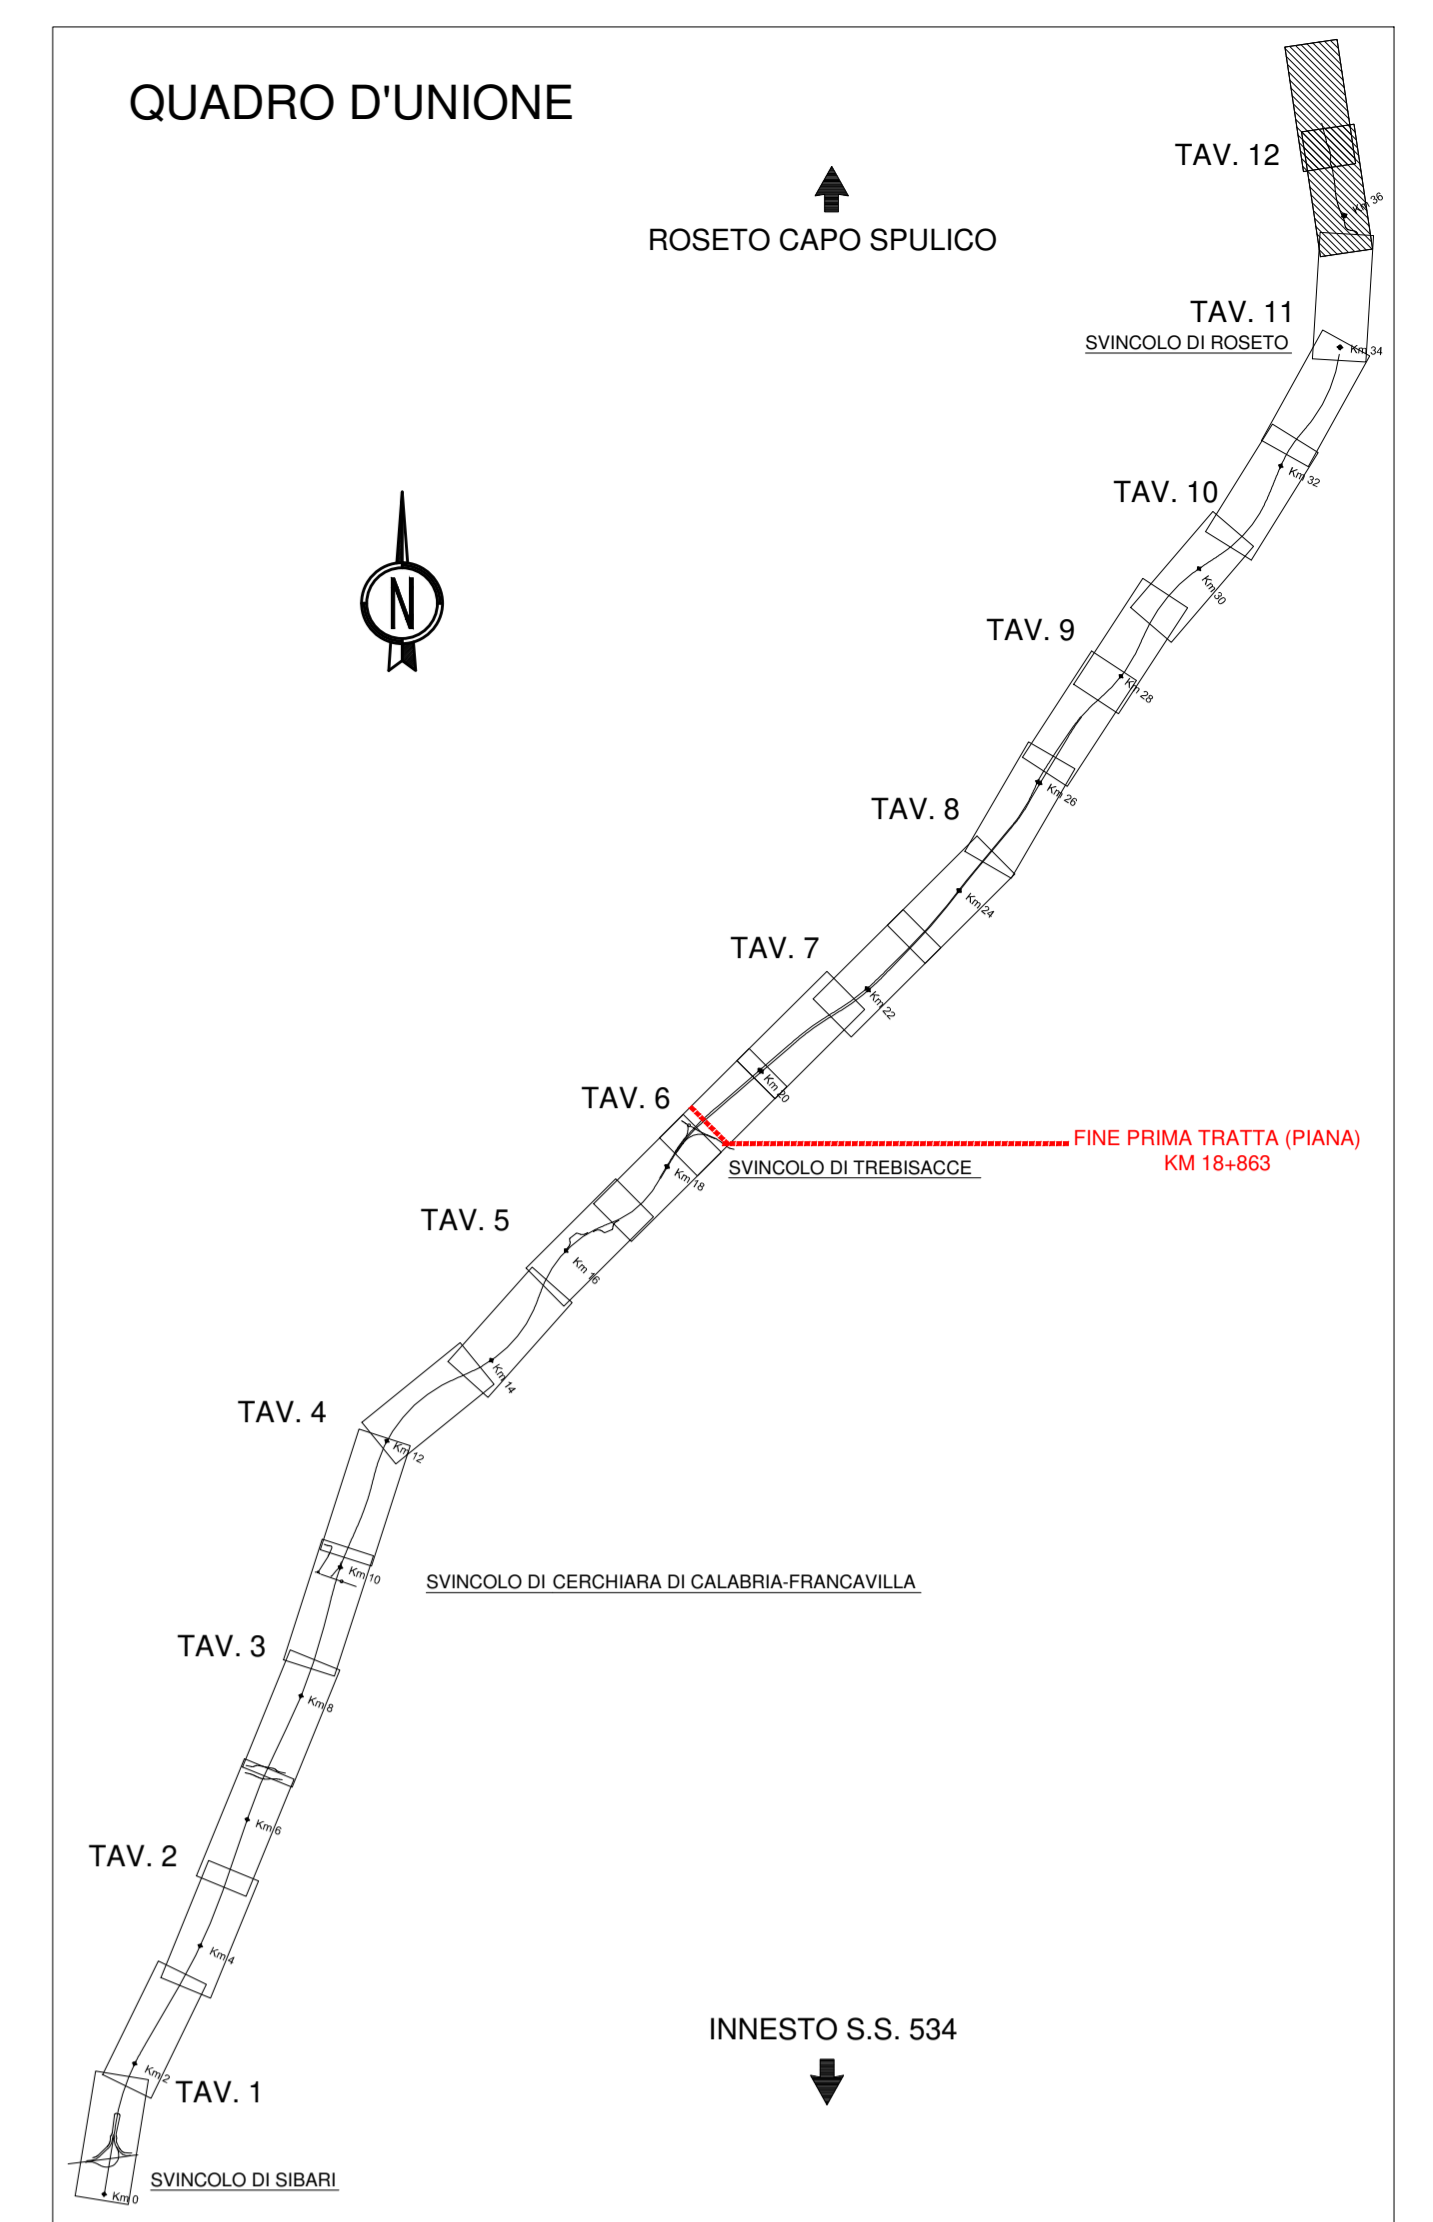 QUADRO D'UNIONE
TAV. 12
Km 36
ROSETO CAPO SPULICO
TAV. 11
SVINCOLO DI ROSETO
Km 34
Km 32
TAV. 10
Km 30
N
TAV. 9
Km 28
Km 26
TAV. 8
Km 24
TAV. 7
Km 22
Km 20
TAV. 6
FINE PRIMA TRATTA (PIANA)
KM 18+863
SVINCOLO DI TREBISACCE
Km 18
TAV. 5
Km 16
Km 14
TAV. 4
Km 12
Km 10
SVINCOLO DI CERCHIARA DI CALABRIA-FRANCAVILLA
TAV. 3
Km 8
Km 6
TAV. 2
Km 4
INNESTO S.S. 534
Km 2
TAV. 1
SVINCOLO DI SIBARI
Km 0